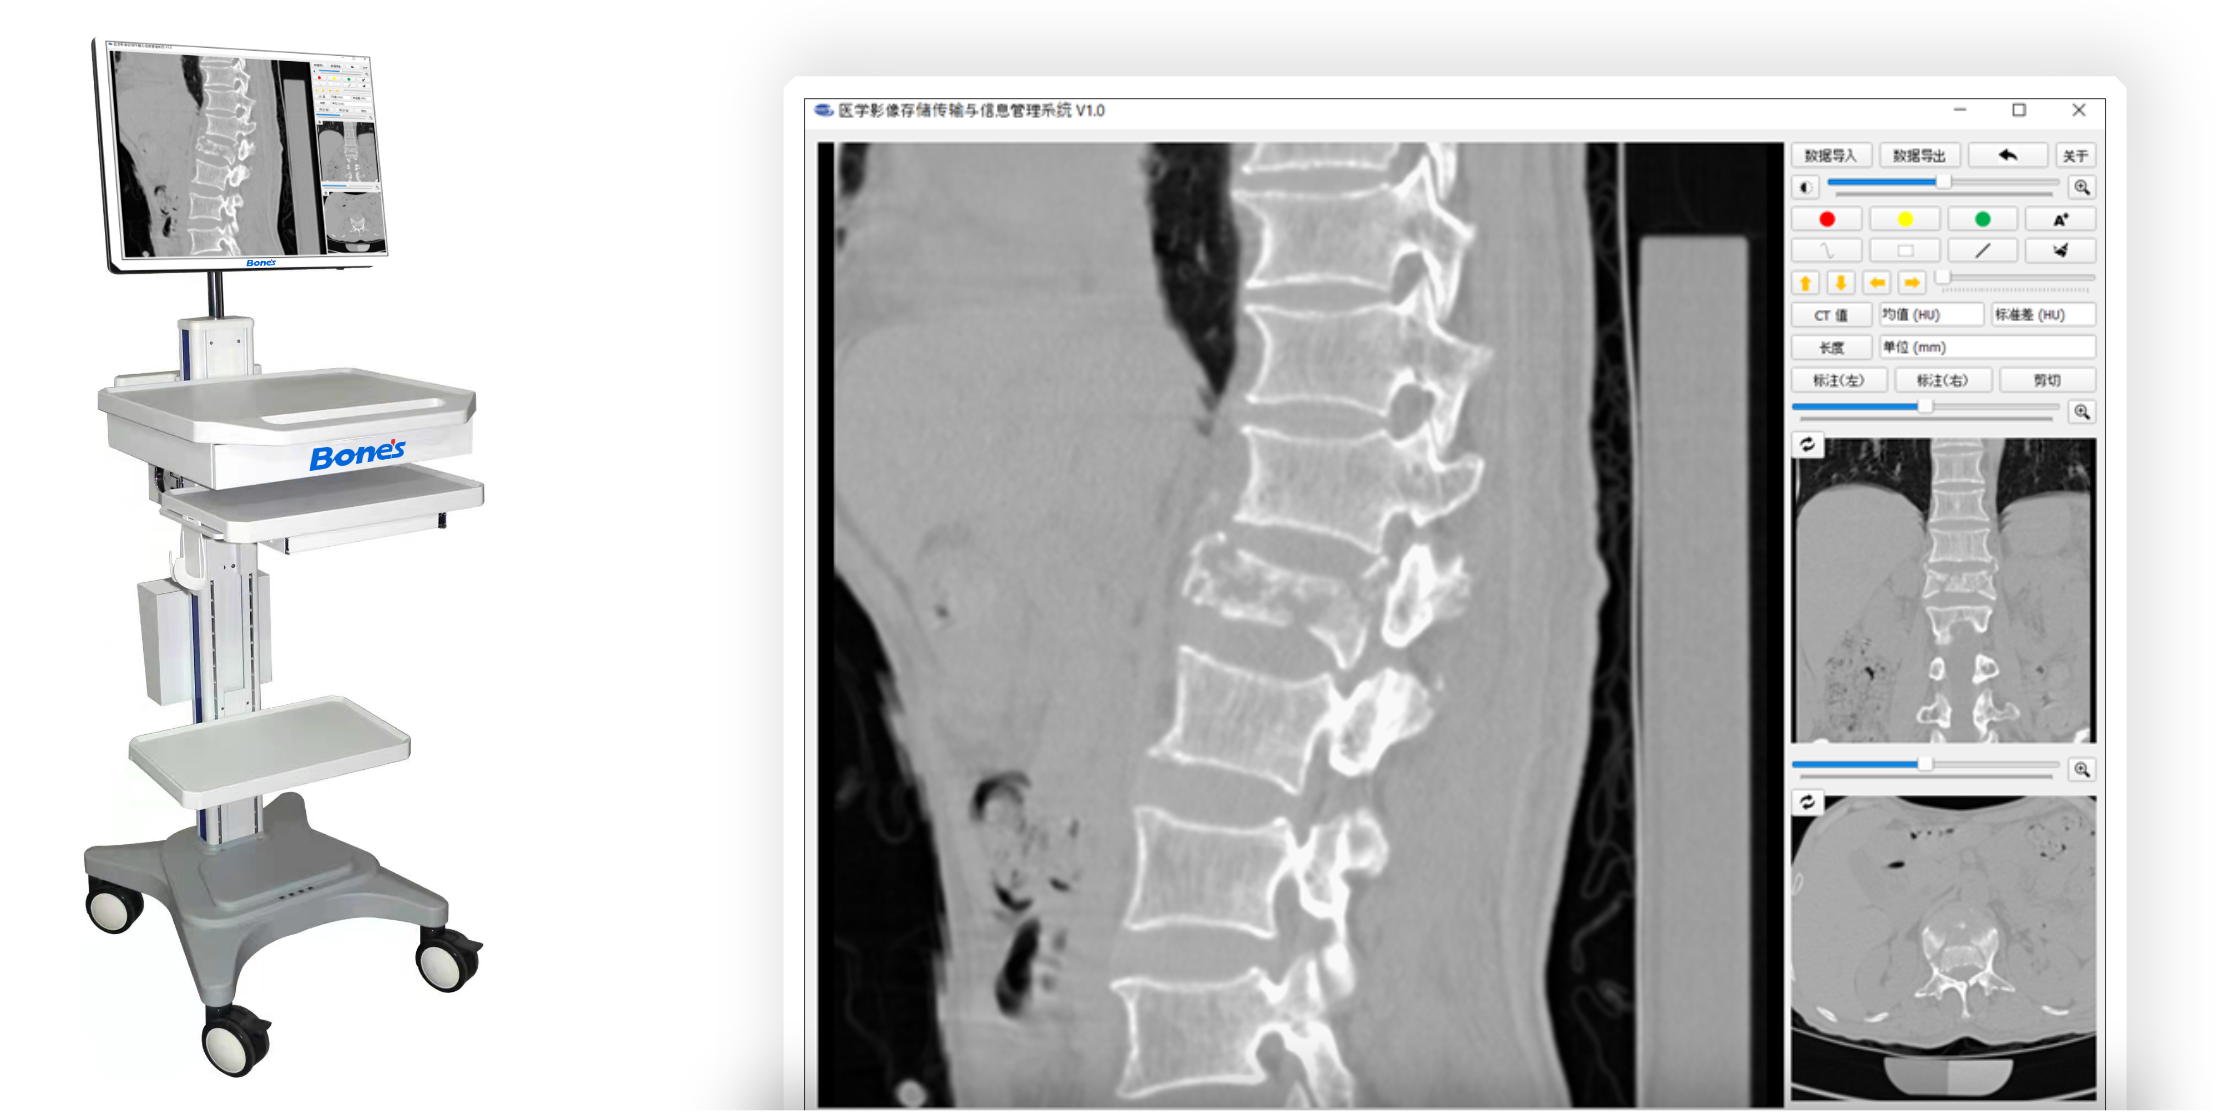 Bone's
Bone's
医学影像存储传输与信息管理系统 V1.0
数据导入
数据导出
关于
A+
CT 值
均值 (HU)
标准差 (HU)
长度
单位 (mm)
标注(左)
标注(右)
剪切